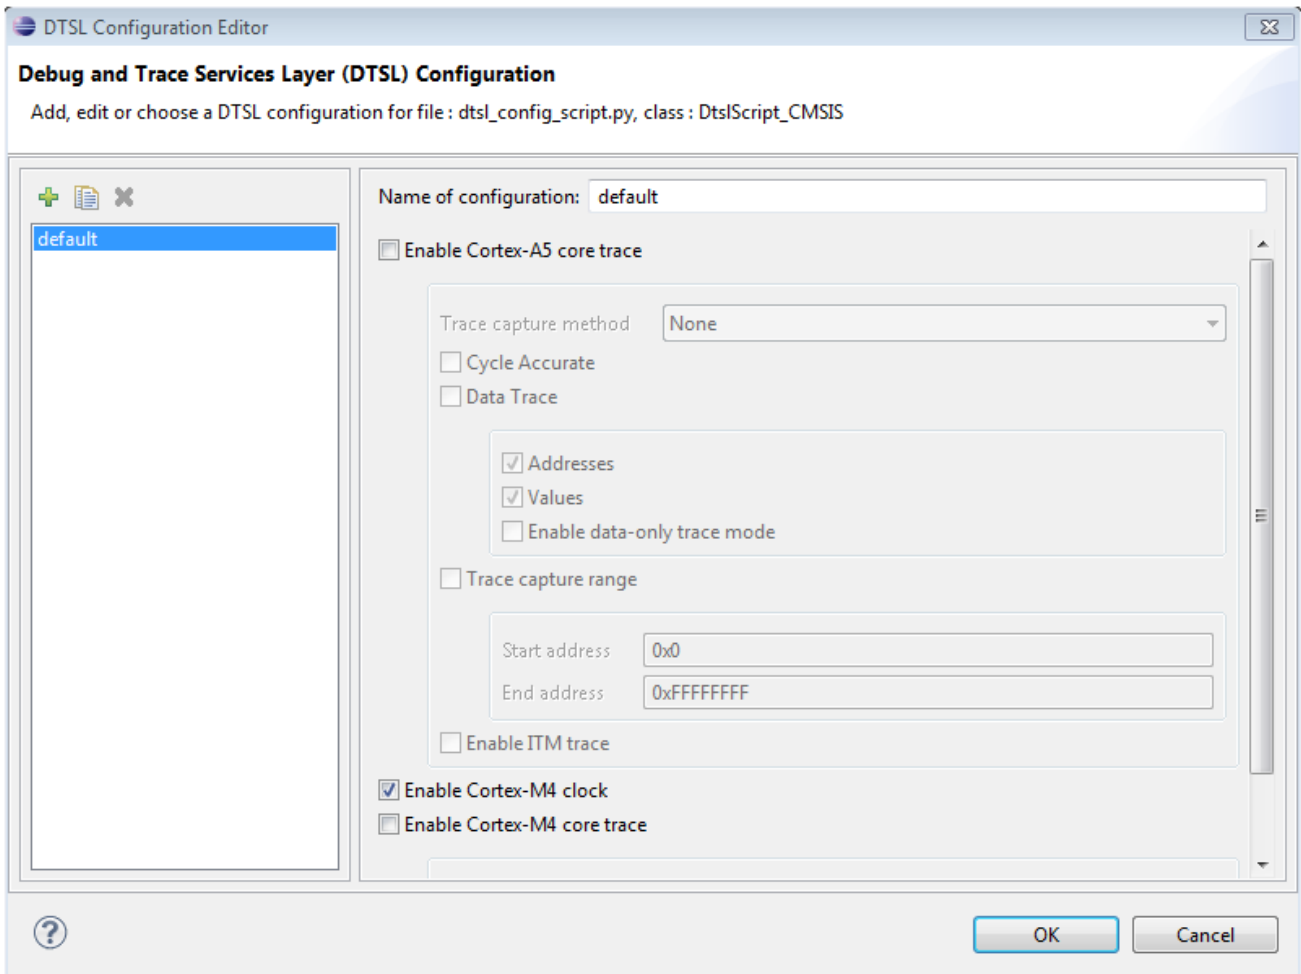 DTSL Configuration Editor
Debug and Trace Services Layer (DTSL) Configuration
Add, edit or choose a DTSL configuration for file : dtsl_config_script.py, class : DtslScript_CMSIS
Name of configuration: default
default
Enable Cortex-A5 core trace
Trace capture method None
Cycle Accurate
Data Trace
Addresses
Values
Enable data-only trace mode
Trace capture range
Start address 0x0
End address 0xFFFFFFFF
Enable ITM trace
Enable Cortex-M4 clock
Enable Cortex-M4 core trace
? OK Cancel